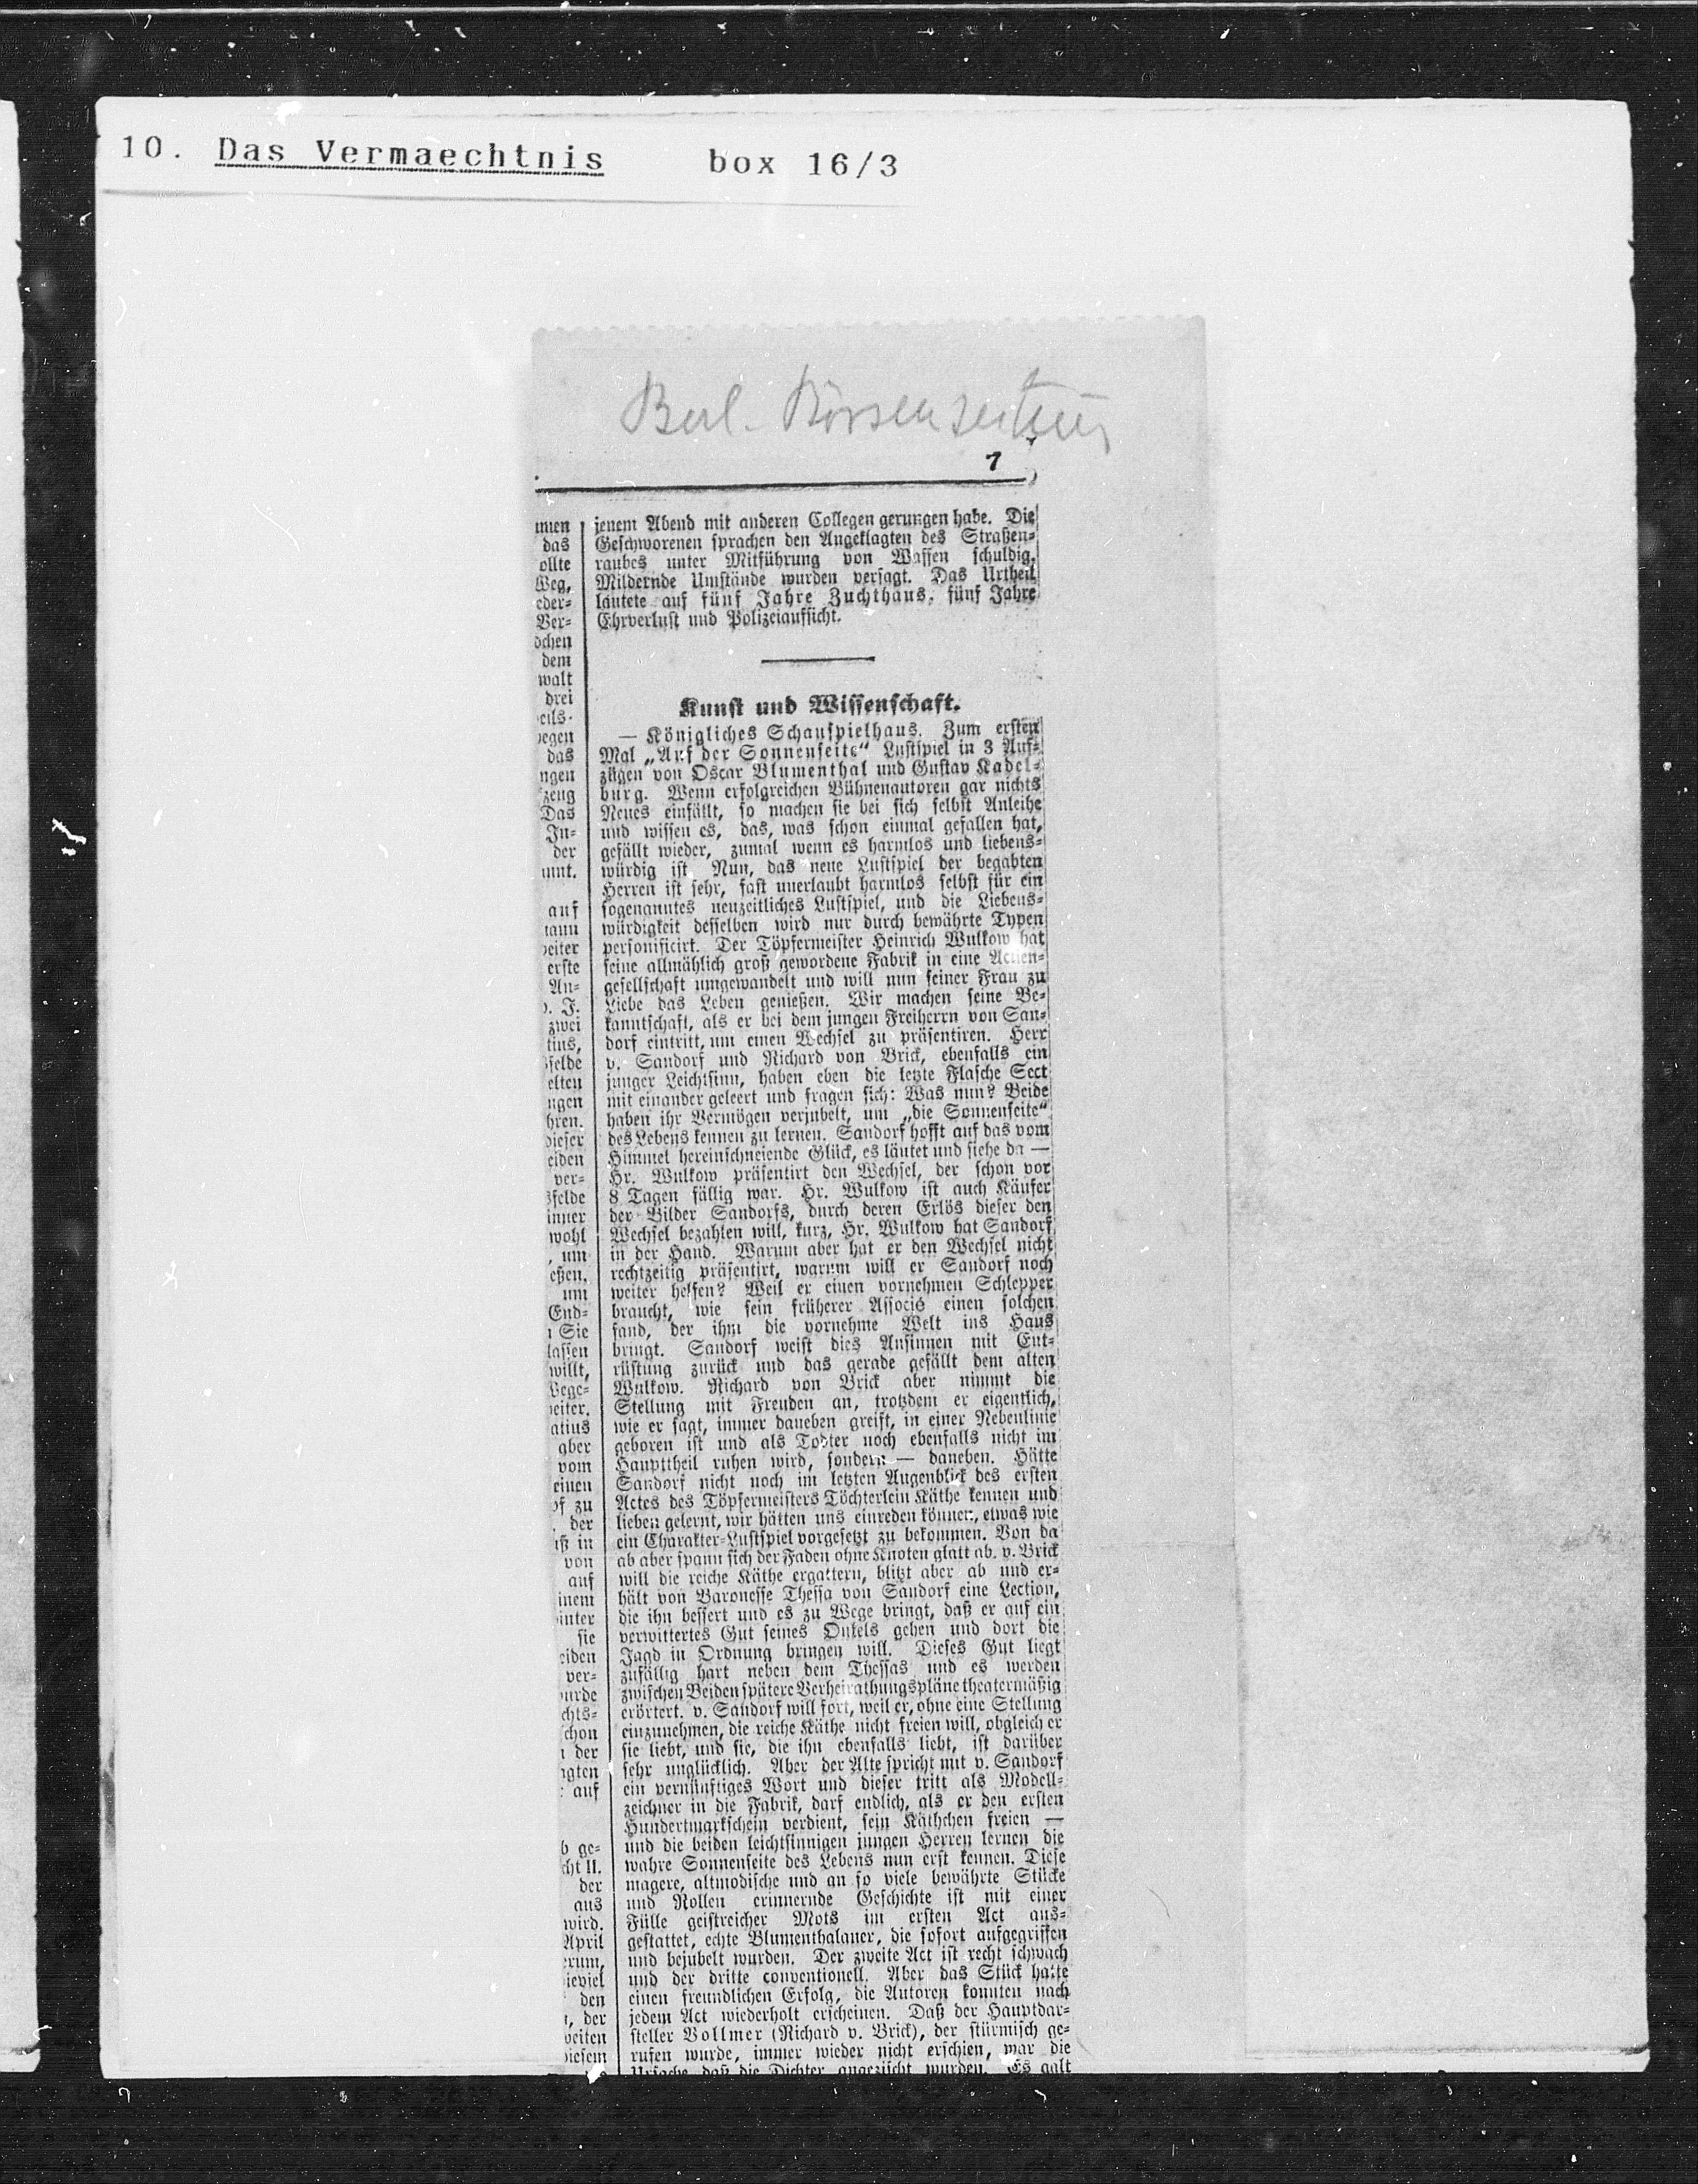 10. Das Vermaechtnis box 16/3
Berl. Börsenzeitung
7
jenem Abend mit anderen Collegen gerungen habe. Die
Geschworenen sprachen den Angeklagten des Straßen-
raubes unter Mitführung von Waffen schuldig.
Mildernde Umstände wurden versagt. Das Urtheil
lautete auf fünf Jahre Zuchthaus, fünf Jahre
Ehrverlust und Polizeiaufsicht.
Kunst und Wissenschaft.
— Königliches Schauspielhaus. Zum ersten
Mal „Auf der Sonnenseite“ Lustspiel in 3 Auf-
zügen von Oscar Blumenthal und Gustav Kadel-
burg. Wenn erfolgreichen Bühnenautoren gar nichts
Neues einfällt, so machen sie bei sich selbst Anleihe
und wissen es, das, was schon einmal gefallen hat,
gefällt wieder, zumal wenn es harmlos und liebens-
würdig ist. Nun, das neue Lustspiel der begabten
Herren ist sehr, fast unerlaubt harmlos selbst für ein
sogenanntes neuzeitliches Lustspiel, und die Liebens-
würdigkeit desselben wird nur durch bewährte Typen
personificirt. Der Töpfermeister Heinrich Wulkow hat
seine allmählich groß gewordene Fabrik in eine Actien-
gesellschaft umgewandelt und will nun seiner Frau zu
Liebe das Leben genießen. Wir machen seine Be-
kanntschaft, als er bei dem jungen Freiherrn von San-
dorf eintritt, um einen Wechsel zu präsentiren. Herr
v. Sandorf und Richard von Brick, ebenfalls ein
junger Leichtsinn, haben eben die letzte Flasche Sect
mit einander geleert und fragen sich: Was nun? Beide
haben ihr Vermögen verjubelt, um „die Sonnenseite“
des Lebens kennen zu lernen. Sandorf hofft auf das vom
Himmel hereinschneiende Glück, es läutet und siehe da —
Hr. Wulkow präsentirt den Wechsel, der schon vor
8 Tagen fällig war. Hr. Wulkow ist auch Käufer
der Bilder Sandorfs, durch deren Erlös dieser den
Wechsel bezahlen will, kurz, Hr. Wulkow hat Sandorf
in der Hand. Warum aber hat er den Wechsel nicht
rechtzeitig präsentirt, warum will er Sandorf noch
weiter helfen? Weil er einen vornehmen Schlepper
braucht, wie sein früherer Associé einen solchen
fand, der ihm die vornehme Welt ins Haus
bringt. Sandorf weist dies Ansinnen mit Ent-
rüstung zurück und das gerade gefällt dem alten
Wulkow. Richard von Brick aber nimmt die
Stellung mit Freuden an, trotzdem er eigentlich,
wie er sagt, immer daneben greift, in einer Nebenlinie
geboren ist und als Todter noch ebenfalls nicht im
Haupttheil ruhen wird, sondern — daneben. Hätte
Sandorf nicht noch im letzten Augenblick des ersten
Actes des Töpfermeisters Töchterlein Käthe kennen und
lieben gelernt, wir hätten uns einreden können, etwas wie
ein Charakter-Lustspiel vorgesetzt zu bekommen. Von da
ab aber spann sich der Faden ohne Knoten glatt ab. v. Brick
will die reiche Käthe ergattern, blitzt aber ab und er-
hält von Baronesse Thessa von Sandorf eine Lection,
die ihn bessert und es zu Wege bringt, daß er auf ein
verwittertes Gut seines Onkels gehen und dort die
Jagd in Ordnung bringen will. Dieses Gut liegt
zufällig hart neben dem Thessas und es werden
zwischen Beiden spätere Verheirathungspläne theatermäßig
erörtert. v. Sandorf will fort, weil er, ohne eine Stellung
einzunehmen, die reiche Käthe nicht freien will, obgleich er
sie liebt, und sie, die ihn ebenfalls liebt, ist darüber
sehr unglücklich. Aber der Alte spricht mit v. Sandorf
ein vernünftiges Wort und dieser tritt als Modell-
zeichner in die Fabrik, darf endlich, als er den ersten
Hundertmarkschein verdient, sein Käthchen freien —
und die beiden leichtsinnigen jungen Herren lernen die
wahre Sonnenseite des Lebens nun erst kennen. Diese
magere, altmodische und an so viele bewährte Stücke
und Rollen erinnernde Geschichte ist mit einer
Fülle geistreicher Mots im ersten Act aus-
gestattet, echte Blumenthalaner, die sofort aufgegriffen
und bejubelt wurden. Der zweite Act ist recht schwach
und der dritte conventionell. Aber das Stück hatte
einen freundlichen Erfolg, die Autoren konnten nach
jedem Act wiederholt erscheinen. Daß der Hauptdar-
steller Vollmer (Richard v. Brick), der stürmisch ge-
rufen wurde, immer wieder nicht erschien, war die
Ursache, daß die Dichter angezischt wurden. Es galt